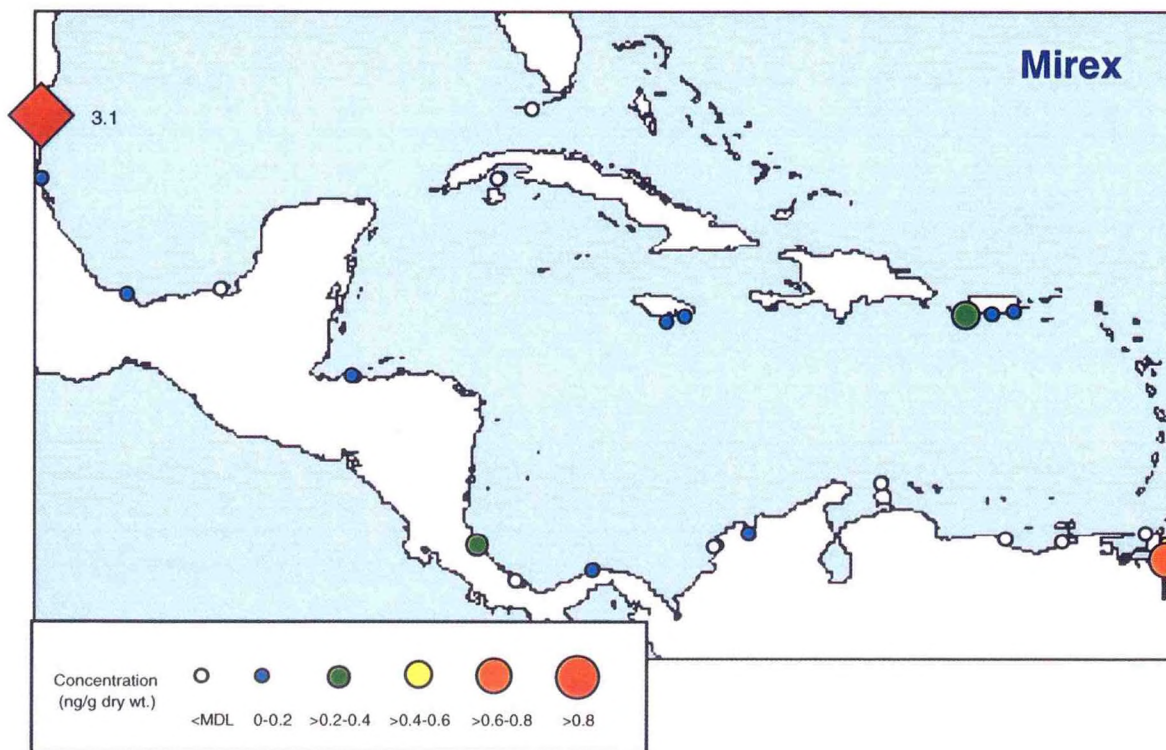 Mirex
3.1
Concentration
(ng/g dry wt.)
<MDL 0-0.2 >0.2-0.4 >0.4-0.6 >0.6-0.8 >0.8